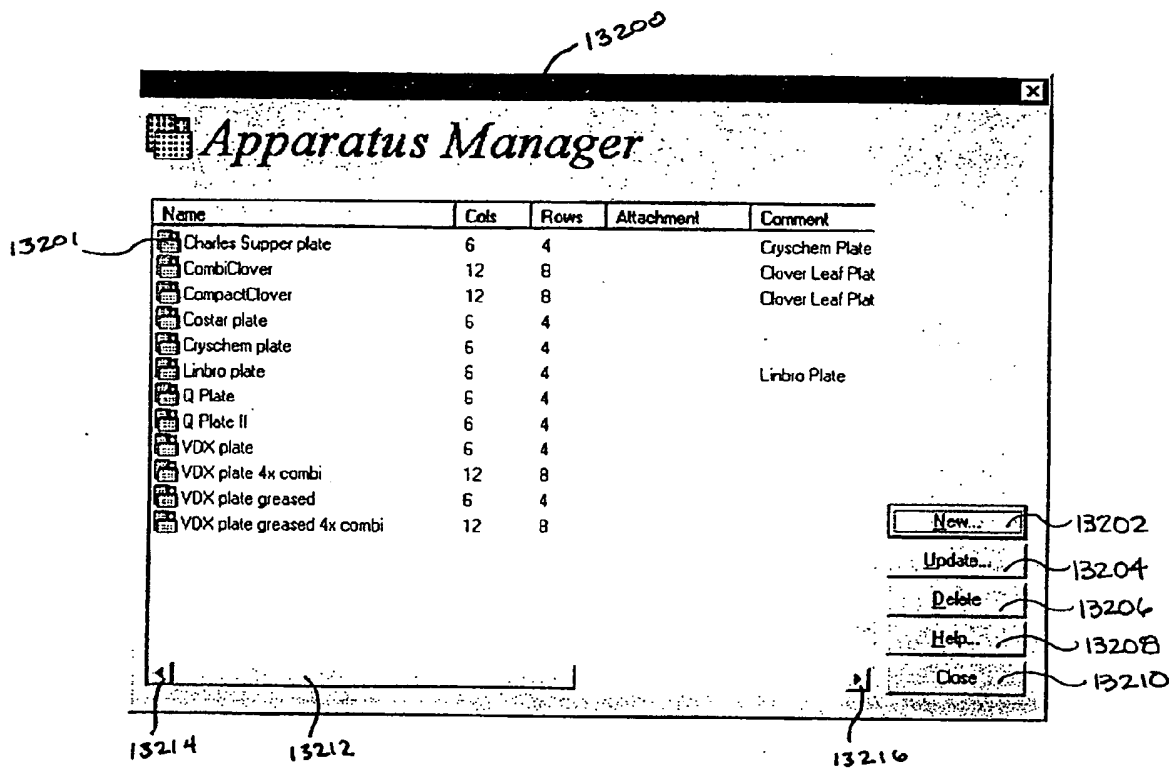 13200
Apparatus Manager
Name Cols Rows Attachment Comment
13201
Charles Supper plate 6 4 Cryschem Plate
CombiClover 12 8 Clover Leaf Plat
CompactClover 12 8 Clover Leaf Plat
Costar plate 6 4
Cryschem plate 6 4
Linbro plate 6 4 Linbro Plate
Q Plate 6 4
Q Plate II 6 4
VDX plate 6 4
VDX plate 4x combi 12 8
VDX plate greased 6 4
VDX plate greased 4x combi 12 8
New... 13202
Update... 13204
Delete 13206
Help... 13208
Close 13210
13214 13212 13216